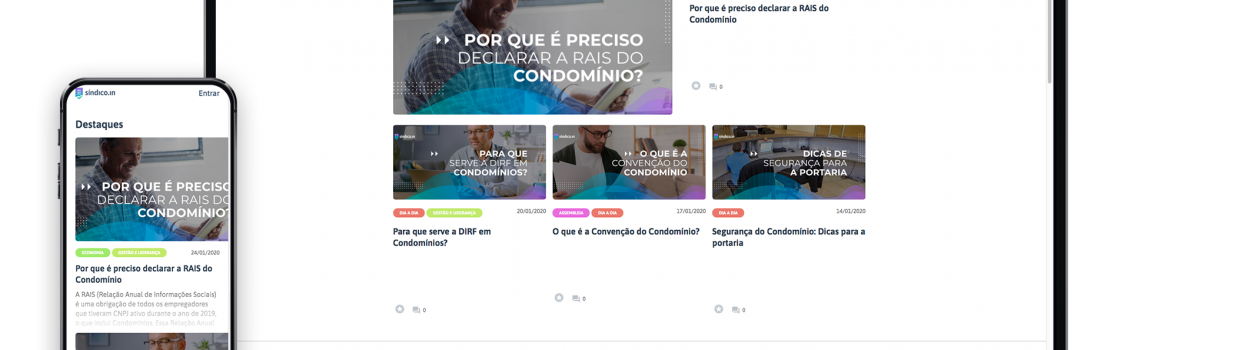 Por que é preciso declarar a RAIS do
Condomínio
POR QUE É PRECISO
DECLARAR A RAIS DO
CONDOMÍNIO?
0
síndico.in
PARA QUE
SERVE A DIRF EM
CONDOMÍNIOS?
DIA A DIA
GESTÃO E LIDERANÇA
20/01/2020
Para que serve a DIRF em
Condomínios?
0
síndico.in
O QUE É A
CONVENÇÃO DO
CONDOMÍNIO
ASSEMBLEIA
DIA A DIA
17/01/2020
O que é a Convenção do Condomínio?
0
síndico.in
DICAS DE
SEGURANÇA PARA
A PORTARIA
DIA A DIA
14/01/2020
Segurança do Condomínio: Dicas para a
portaria
0
síndico.in
Entrar
Destaques
POR QUE É PRECISO
DECLARAR A RAIS DO
CONDOMÍNIO?
ECONOMIA
GESTÃO E LIDERANÇA
24/01/2020
Por que é preciso declarar a RAIS do
Condomínio
A RAIS (Relação Anual de Informações Sociais)
é uma obrigação de todos os empregadores
que tiveram CNPJ ativo durante o ano de 2019,
o que inclui Condomínios. Essa Relação Anual